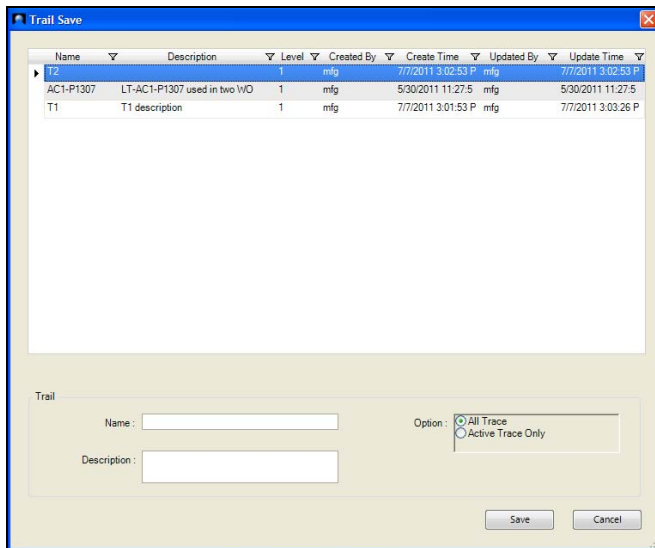 Trail Save
Name Description Level Created By Create Time Updated By Update Time
T2 1 mfg 7/7/2011 3:02:53 P mfg 7/7/2011 3:02:53 P
AC1-P1307 LT-AC1-P1307 used in two WO 1 mfg 5/30/2011 11:27:5 mfg 5/30/2011 11:27:5
T1 T1 description 1 mfg 7/7/2011 3:01:53 P mfg 7/7/2011 3:03:26 P
Trail
Name : Option : All Trace
Active Trace Only
Description :
Save Cancel